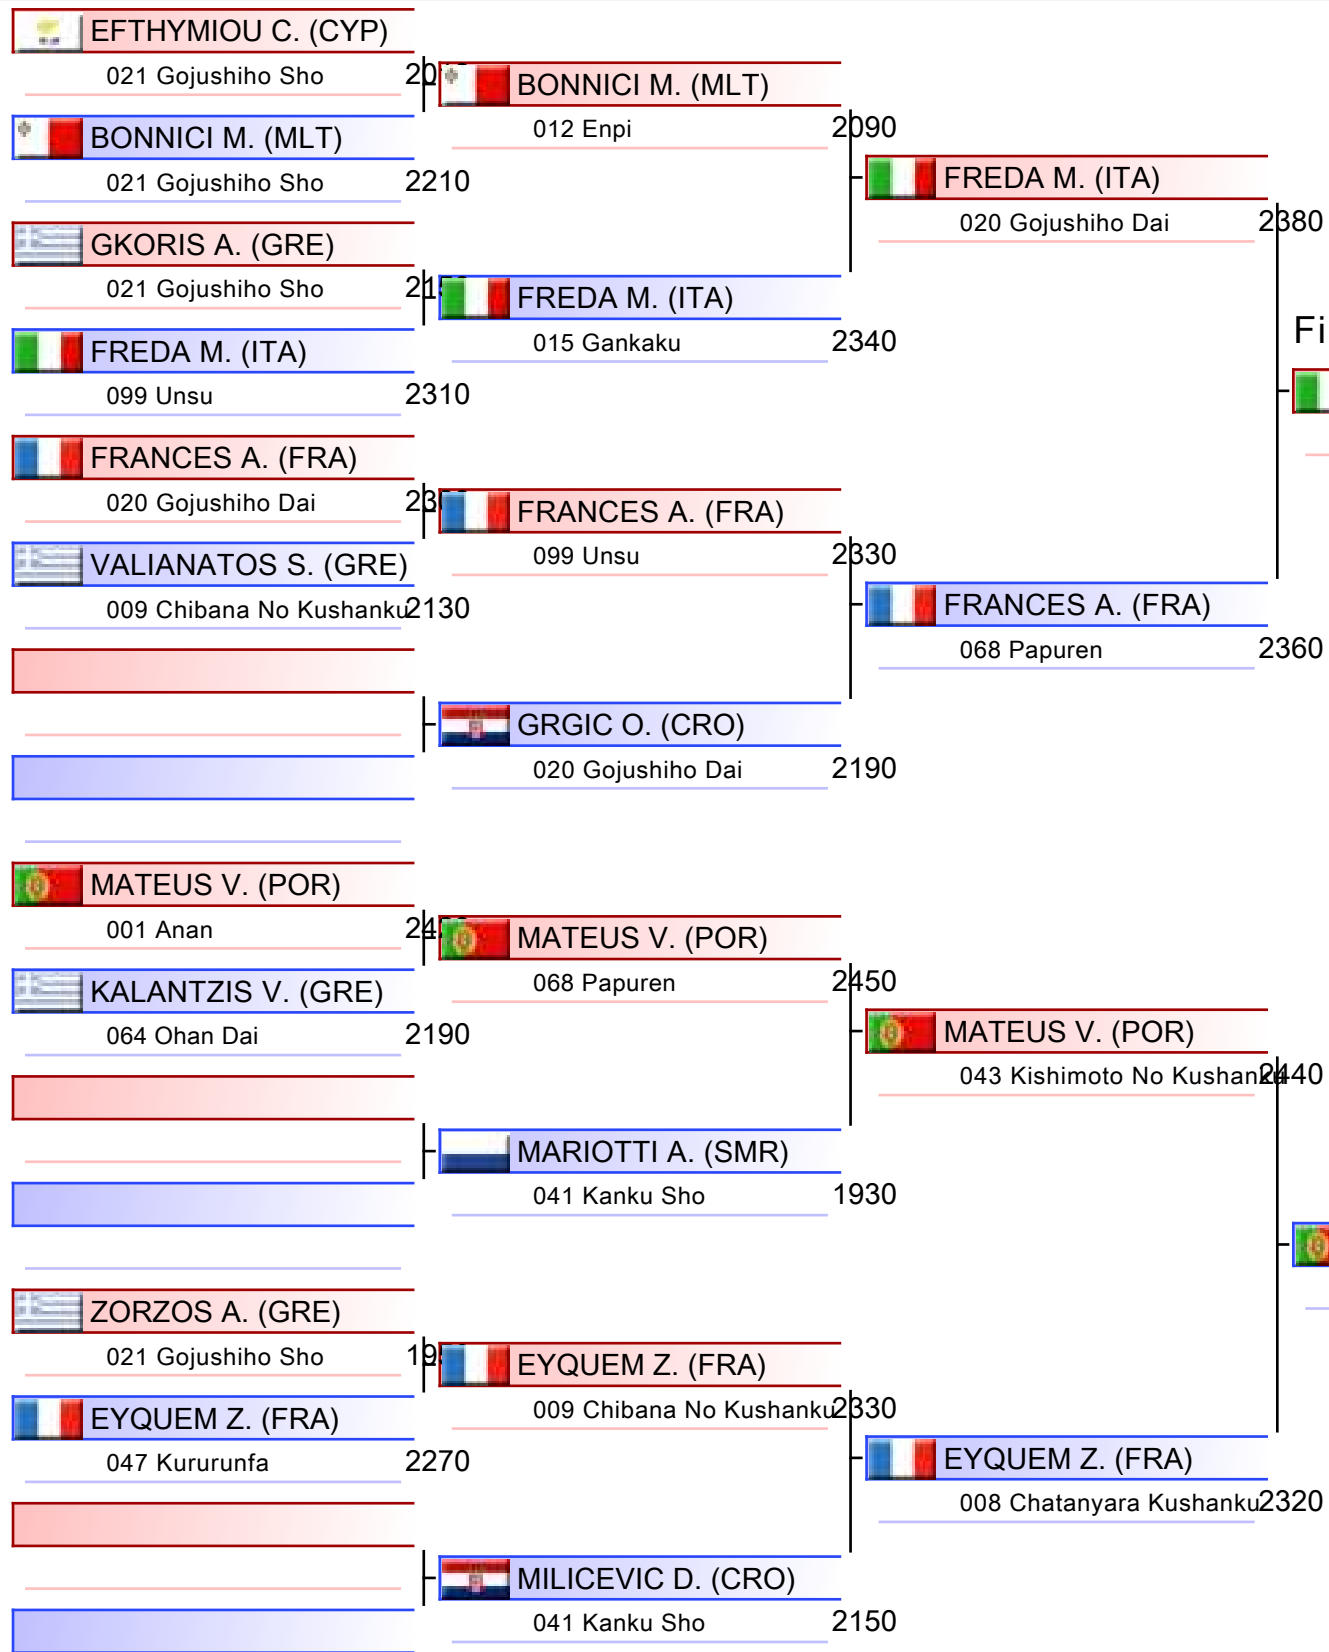 EFTHYMIOU C. (CYP)
021 Gojushiho Sho
BONNICI M. (MLT)
021 Gojushiho Sho 2210
GKORIS A. (GRE)
021 Gojushiho Sho
FREDA M. (ITA)
099 Unsu 2310
FRANCES A. (FRA)
020 Gojushiho Dai
VALIANATOS S. (GRE)
009 Chibana No Kushanku 2130
MATEUS V. (POR)
001 Anan
KALANTZIS V. (GRE)
064 Ohan Dai 2190
ZORZOS A. (GRE)
021 Gojushiho Sho
EYQUEM Z. (FRA)
047 Kururunfa 2270
BONNICI M. (MLT)
012 Enpi 2090
FREDA M. (ITA)
015 Gankaku 2340
FRANCES A. (FRA)
099 Unsu 2330
GRGIC O. (CRO)
020 Gojushiho Dai 2190
MATEUS V. (POR)
068 Papuren 2450
MARIOTTI A. (SMR)
041 Kanku Sho 1930
EYQUEM Z. (FRA)
009 Chibana No Kushanku 2330
MILICEVIC D. (CRO)
041 Kanku Sho 2150
FREDA M. (ITA)
020 Gojushiho Dai 2380
FRANCES A. (FRA)
068 Papuren 2360
MATEUS V. (POR)
043 Kishimoto No Kushanku 2440
EYQUEM Z. (FRA)
008 Chatanyara Kushanku 2320
Fi